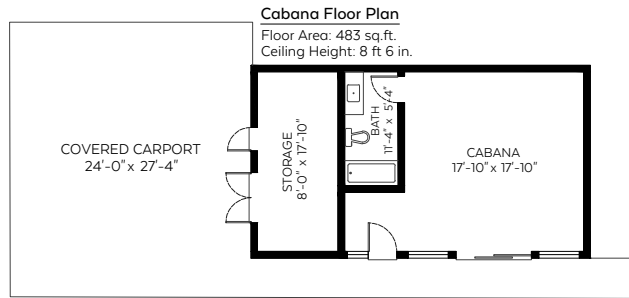 Cabana Floor Plan
Floor Area: 483 sq.ft.
Ceiling Height: 8 ft 6 in.
COVERED CARPORT
24'-0" x 27'-4"
STORAGE
8'-0" x 17'-10"
BATH
11'-4" x 5'-4"
CABANA
17'-10" x 17'-10"